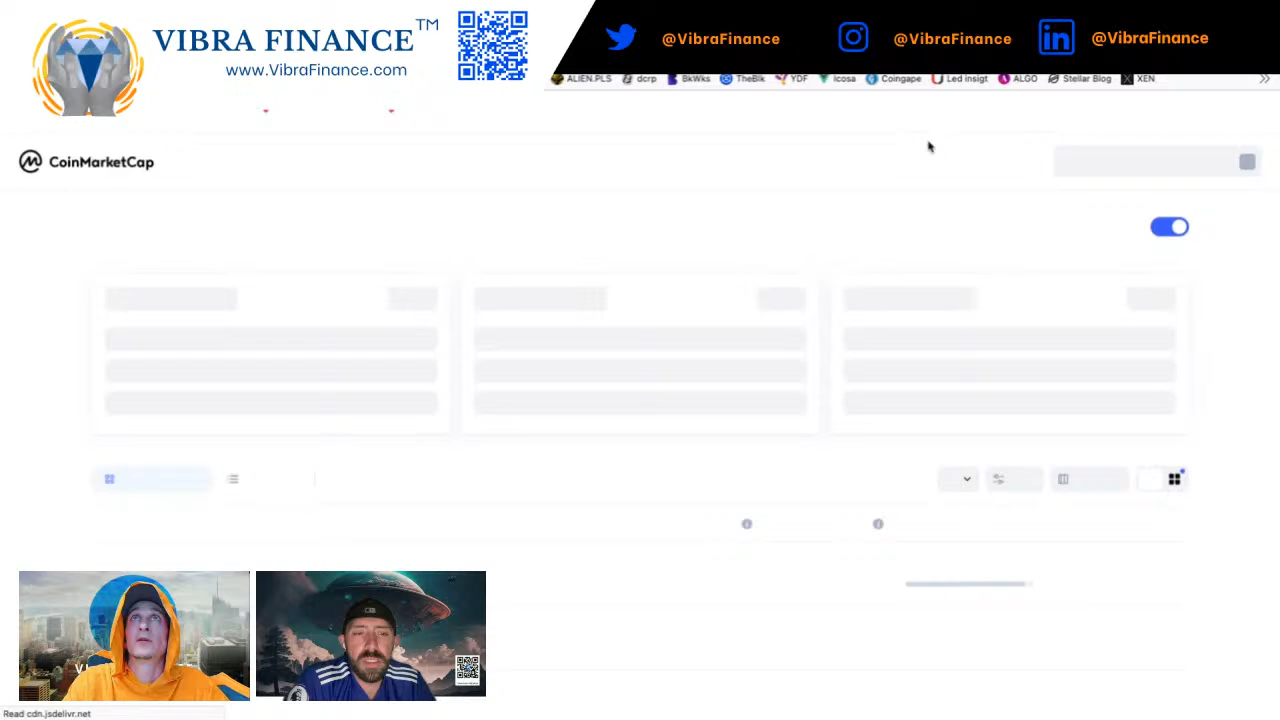 VIBRA FINANCE™
www.VibraFinance.com
@VibraFinance
@VibraFinance
@VibraFinance
ALIEN.PLS dcrp BkWks TheBlk YDF Icosa Coingape Led insigt ALGO Stellar Blog XEN
CoinMarketCap
Read cdn.jsdelivr.net